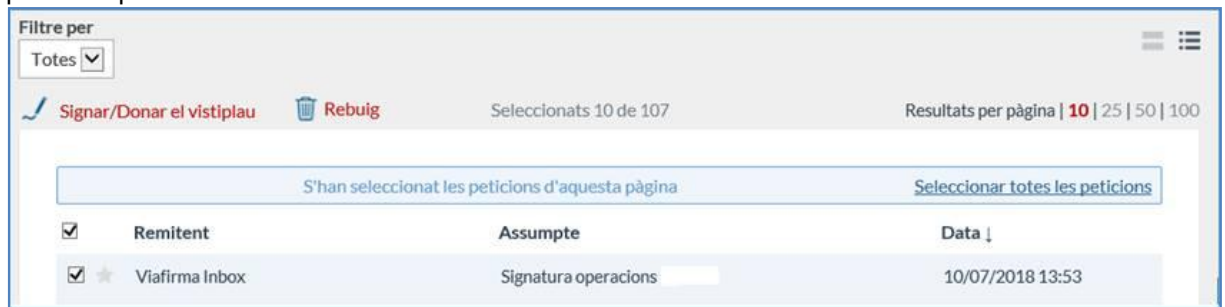 Filtre per
Totes
Signar/Donar el vistiplau Rebuig Seleccionats 10 de 107 Resultats per pàgina | 10 | 25 | 50 | 100
S'han seleccionat les peticions d'aquesta pàgina Seleccionar totes les peticions
Remitent Assumpte Data ↓
Viafirma Inbox Signatura operacions 10/07/2018 13:53